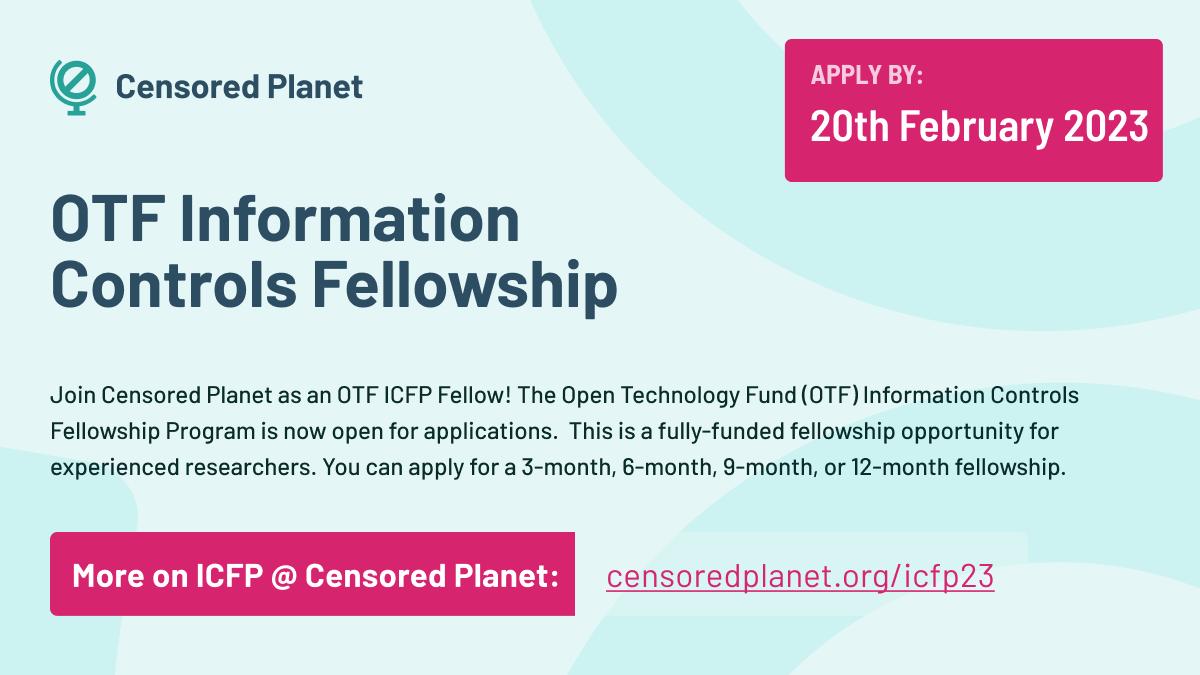 Censored Planet
APPLY BY:
20th February 2023
OTF Information
Controls Fellowship
Join Censored Planet as an OTF ICFP Fellow! The Open Technology Fund (OTF) Information Controls
Fellowship Program is now open for applications.  This is a fully-funded fellowship opportunity for
experienced researchers. You can apply for a 3-month, 6-month, 9-month, or 12-month fellowship.
More on ICFP @ Censored Planet:
censoredplanet.org/icfp23